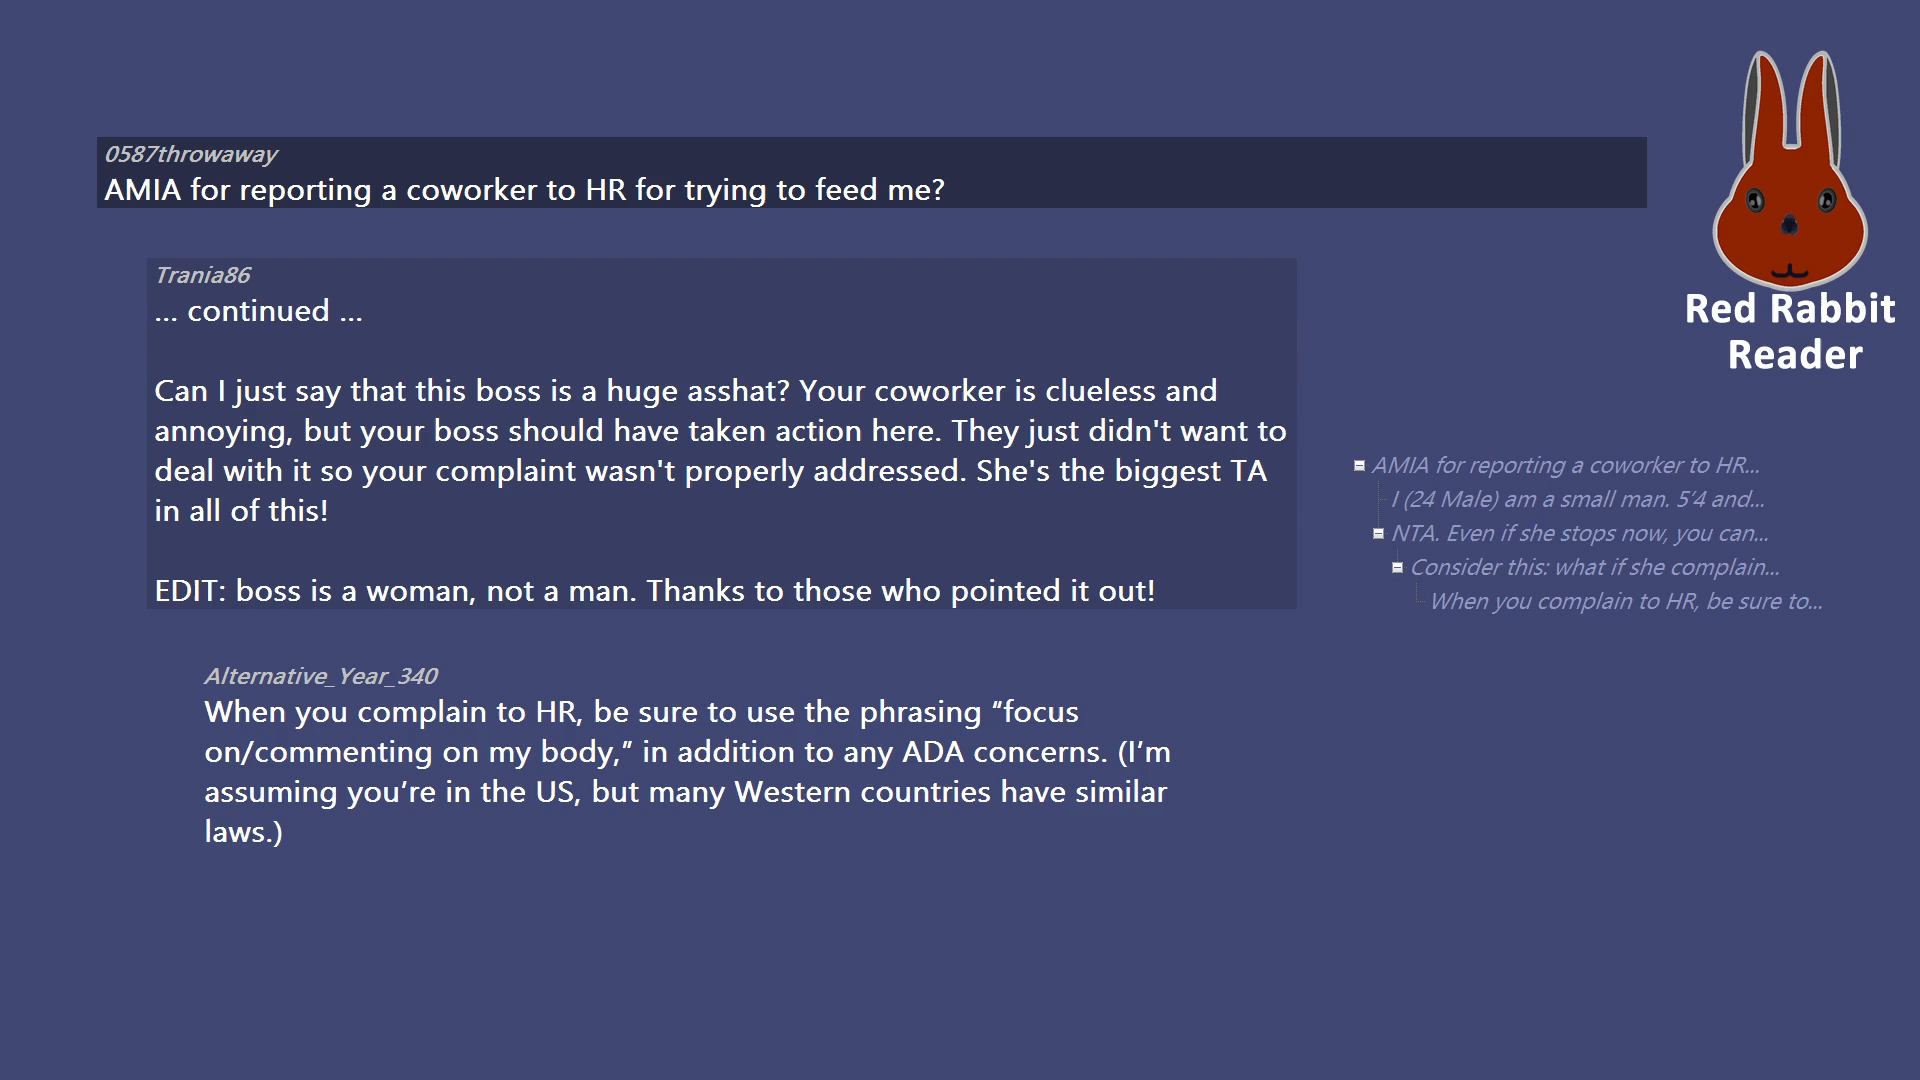 0587throwaway
AMIA for reporting a coworker to HR for trying to feed me?
Trania86
... continued ...
Can I just say that this boss is a huge asshat? Your coworker is clueless and
annoying, but your boss should have taken action here. They just didn't want to
deal with it so your complaint wasn't properly addressed. She's the biggest TA
in all of this!
EDIT: boss is a woman, not a man. Thanks to those who pointed it out!
Alternative_Year_340
When you complain to HR, be sure to use the phrasing “focus
on/commenting on my body,” in addition to any ADA concerns. (I’m
assuming you’re in the US, but many Western countries have similar
laws.)
Red Rabbit
Reader
AMIA for reporting a coworker to HR...
I (24 Male) am a small man. 5’4 and...
NTA. Even if she stops now, you can...
Consider this: what if she complain...
When you complain to HR, be sure to...